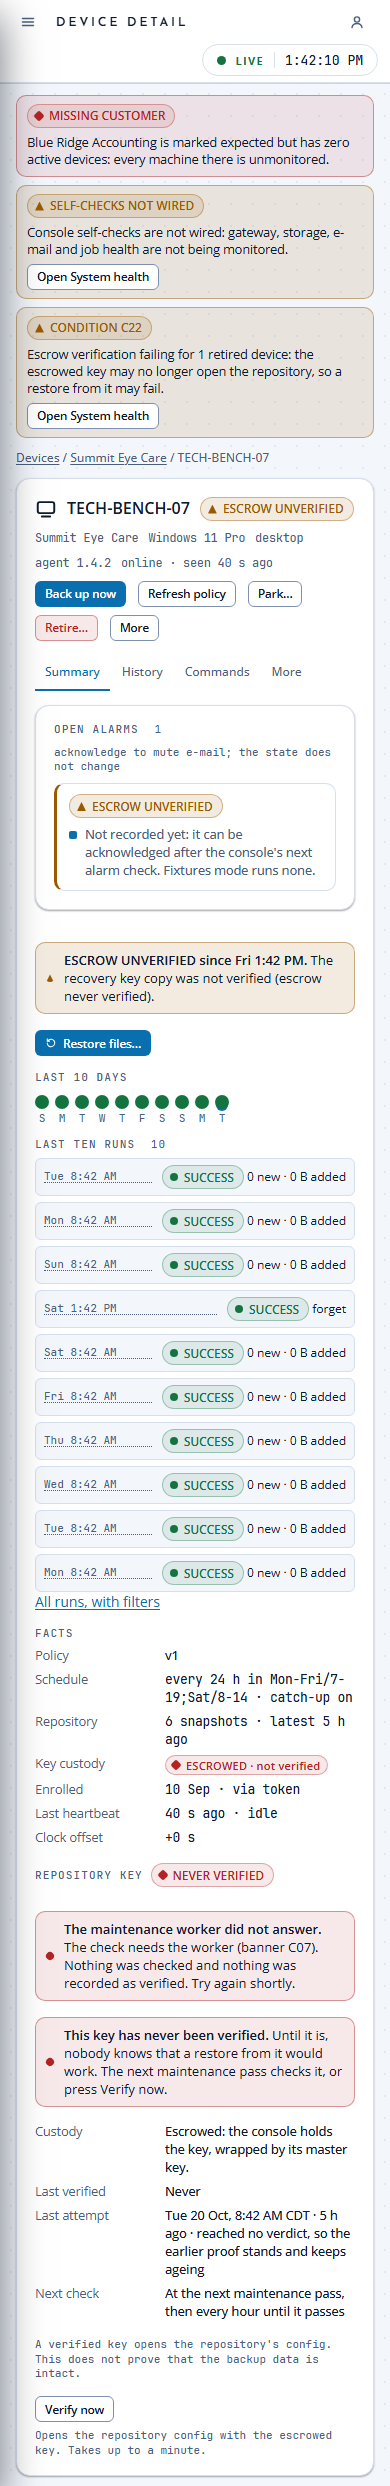 DEVICE DETAIL
LIVE 1:42:10 PM
MISSING CUSTOMER
Blue Ridge Accounting is marked expected but has zero
active devices: every machine there is unmonitored.
SELF-CHECKS NOT WIRED
Console self-checks are not wired: gateway, storage, e-
mail and job health are not being monitored.
Open System health
CONDITION C22
Escrow verification failing for 1 retired device: the
escrowed key may no longer open the repository, so a
restore from it may fail.
Open System health
Devices / Summit Eye Care / TECH-BENCH-07
TECH-BENCH-07 ESCROW UNVERIFIED
Summit Eye Care Windows 11 Pro desktop
agent 1.4.2 online · seen 40 s ago
Back up now Refresh policy Park...
Retire... More
Summary History Commands More
OPEN ALARMS 1
acknowledge to mute e-mail; the state does
not change
ESCROW UNVERIFIED
Not recorded yet: it can be
acknowledged after the console's next
alarm check. Fixtures mode runs none.
ESCROW UNVERIFIED since Fri 1:42 PM. The
recovery key copy was not verified (escrow
never verified).
Restore files...
LAST 10 DAYS
S M T W T F S S M T
LAST TEN RUNS 10
Tue 8:42 AM SUCCESS 0 new · 0 B added
Mon 8:42 AM SUCCESS 0 new · 0 B added
Sun 8:42 AM SUCCESS 0 new · 0 B added
Sat 1:42 PM SUCCESS forget
Sat 8:42 AM SUCCESS 0 new · 0 B added
Fri 8:42 AM SUCCESS 0 new · 0 B added
Thu 8:42 AM SUCCESS 0 new · 0 B added
Wed 8:42 AM SUCCESS 0 new · 0 B added
Tue 8:42 AM SUCCESS 0 new · 0 B added
Mon 8:42 AM SUCCESS 0 new · 0 B added
All runs, with filters
FACTS
Policy v1
Schedule every 24 h in Mon-Fri/7-
19;Sat/8-14 · catch-up on
Repository 6 snapshots · latest 5 h
ago
Key custody ESCROWED · not verified
Enrolled 10 Sep · via token
Last heartbeat 40 s ago · idle
Clock offset +0 s
REPOSITORY KEY NEVER VERIFIED
The maintenance worker did not answer.
The check needs the worker (banner C07).
Nothing was checked and nothing was
recorded as verified. Try again shortly.
This key has never been verified. Until it is,
nobody knows that a restore from it would
work. The next maintenance pass checks it, or
press Verify now.
Custody Escrowed: the console holds
the key, wrapped by its master
key.
Last verified Never
Last attempt Tue 20 Oct, 8:42 AM CDT · 5 h
ago · reached no verdict, so the
earlier proof stands and keeps
ageing
Next check At the next maintenance pass,
then every hour until it passes
A verified key opens the repository's config.
This does not prove that the backup data is
intact.
Verify now
Opens the repository config with the escrowed
key. Takes up to a minute.